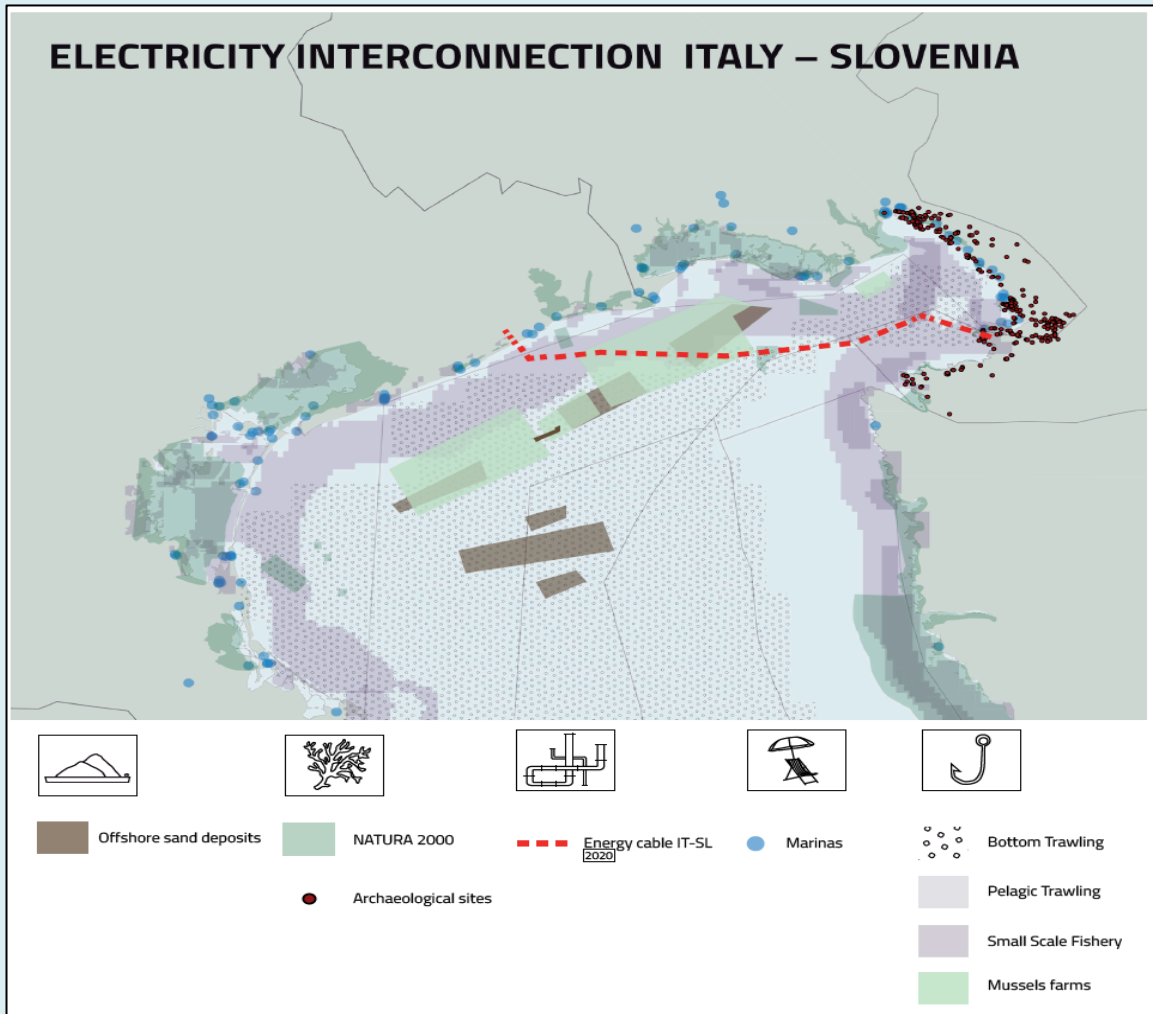 ELECTRICITY INTERCONNECTION ITALY – SLOVENIA
Offshore sand deposits
NATURA 2000
Archaeological sites
Energy cable IT-SL
2020
Marinas
Bottom Trawling
Pelagic Trawling
Small Scale Fishery
Mussels farms